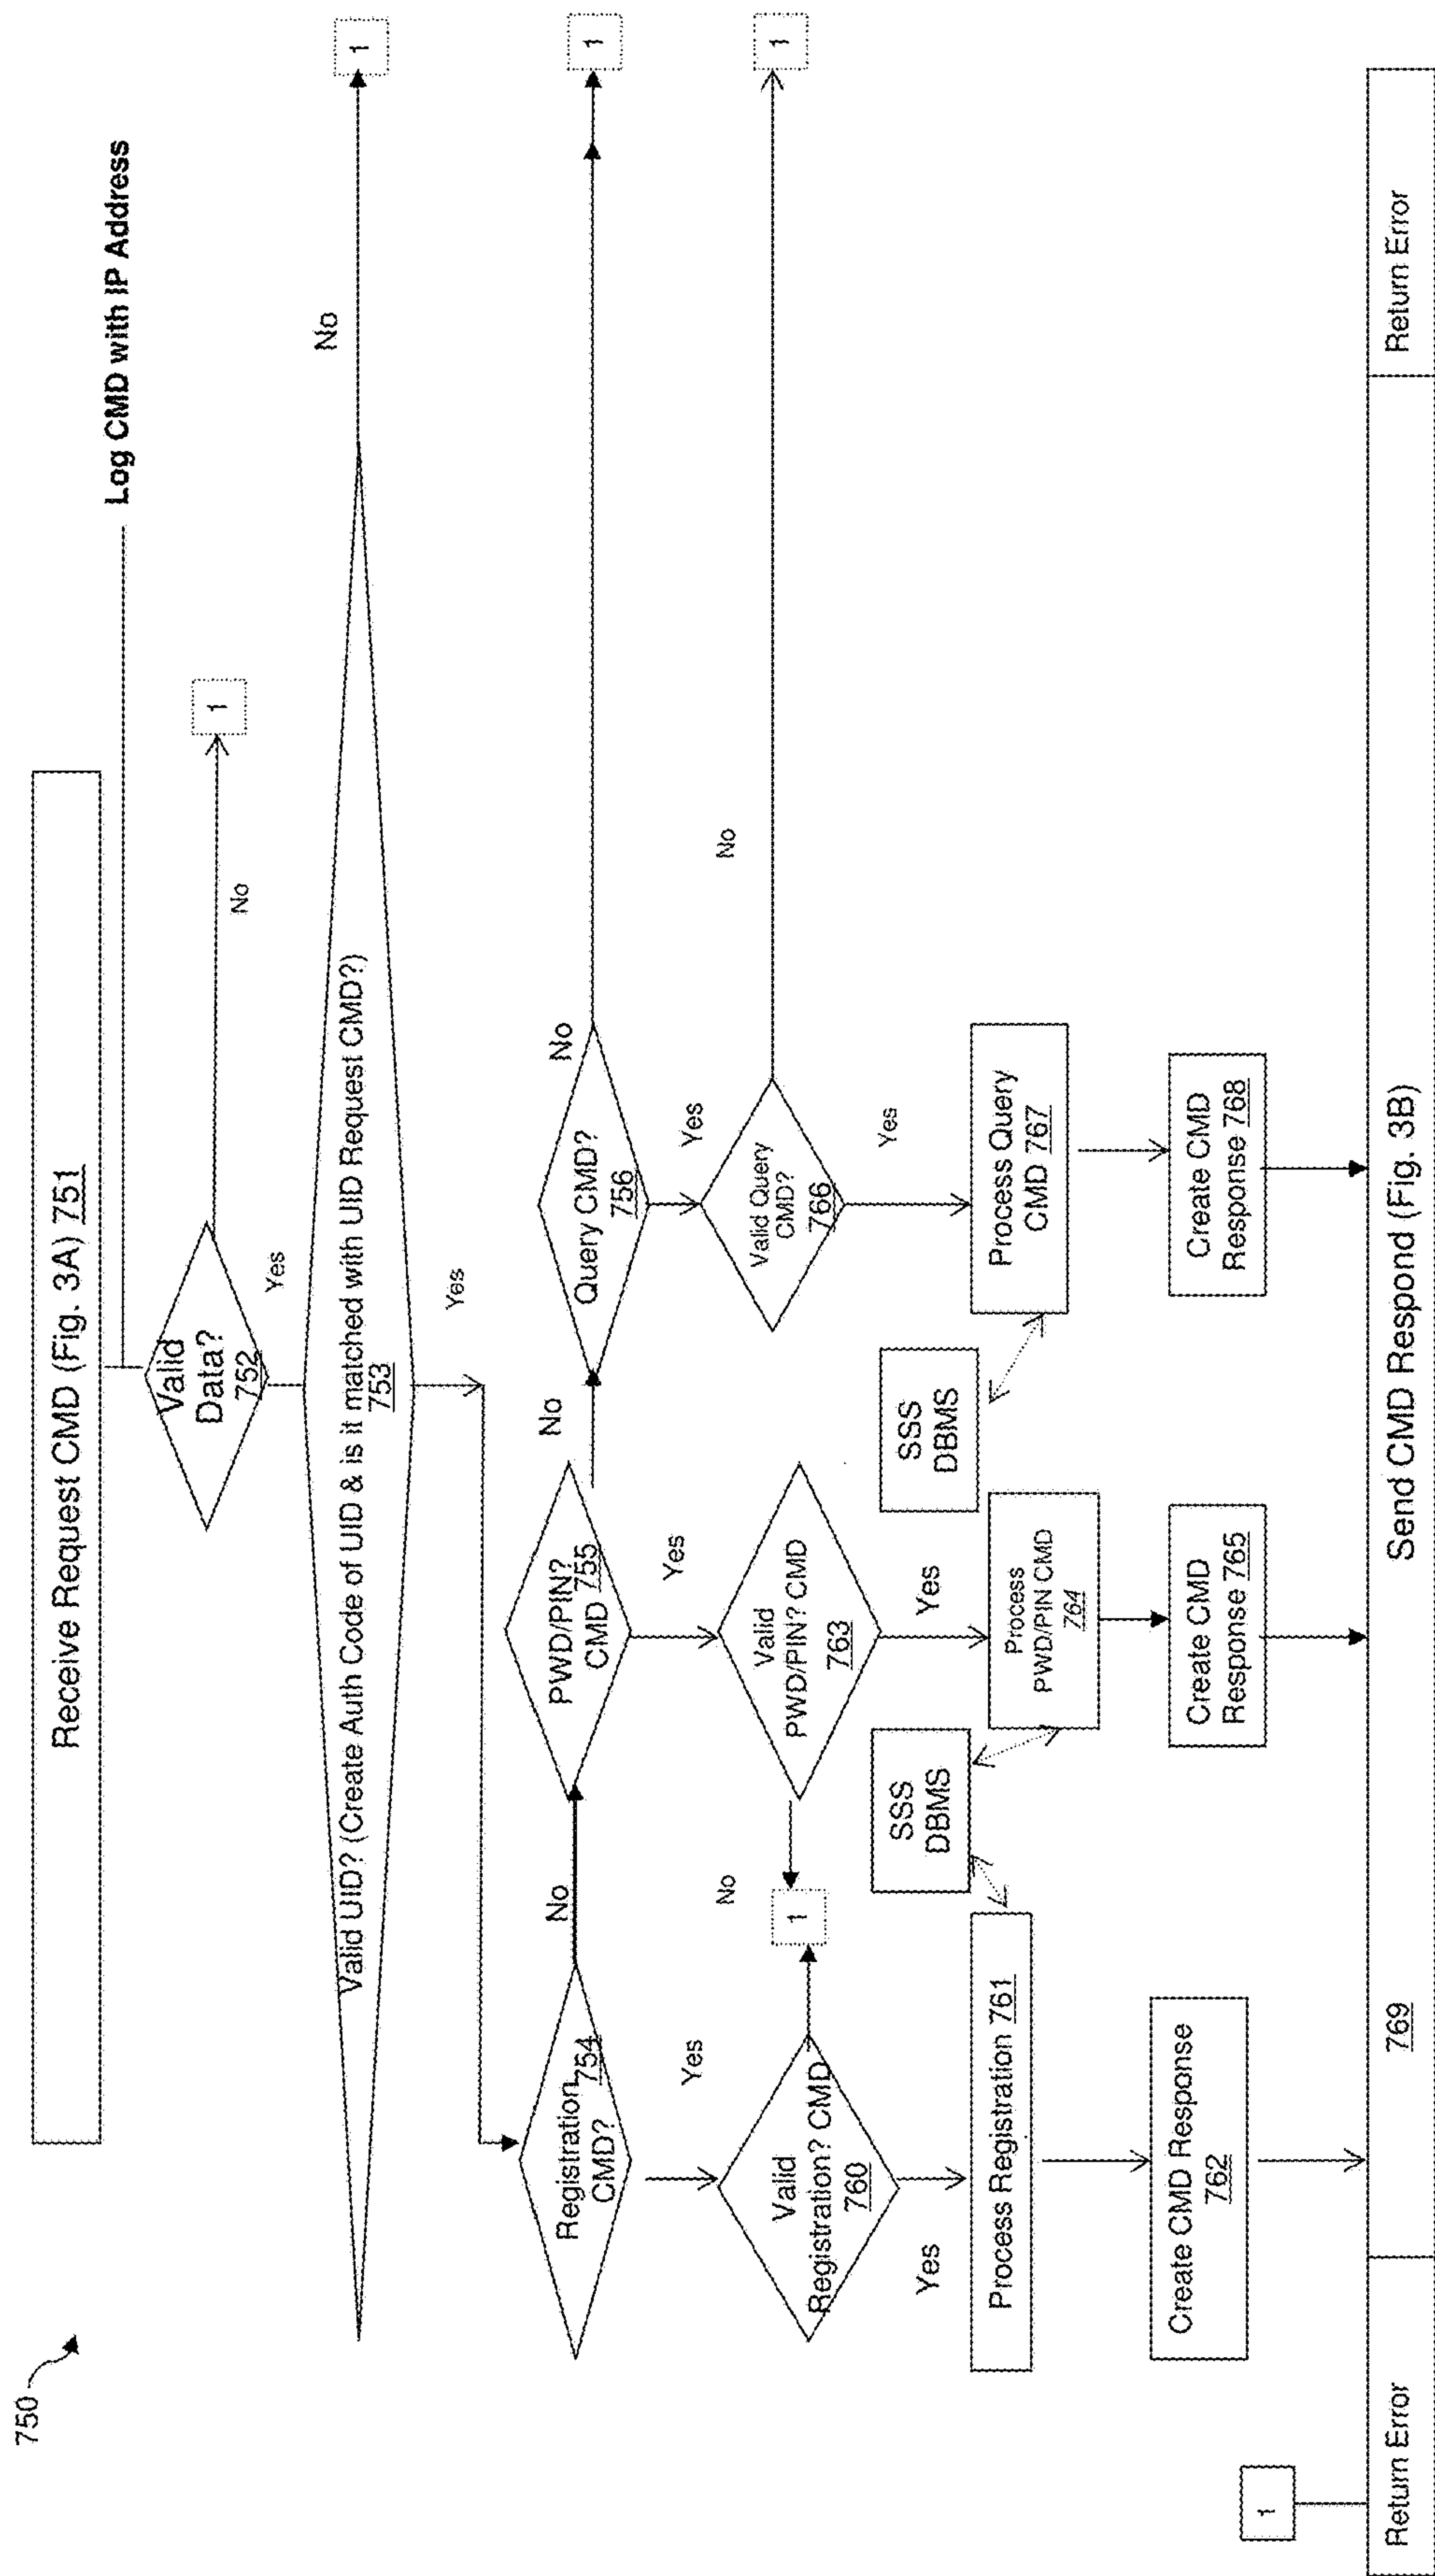 750
Receive Request CMD (Fig. 3A) 751
Log CMD with IP Address
Valid
Data?
752
No
1
Yes
Valid UID? (Create Auth Code of UID & is it matched with UID Request CMD?)
753
No
1
Yes
Registration
CMD?
754
No
PWD/PIN?
CMD 755
No
Query CMD?
756
No
1
Yes
Yes
Yes
Valid
Registration? CMD
760
No
1
Valid
PWD/PIN? CMD
763
Valid Query
CMD?
766
No
1
Yes
Yes
Yes
SSS
DBMS
SSS
DBMS
Process Registration 761
Process
PWD/PIN CMD
764
Process Query
CMD 767
Create CMD Response
762
Create CMD
Response 765
Create CMD
Response 768
1
Return Error
769
Send CMD Respond (Fig. 3B)
Return Error